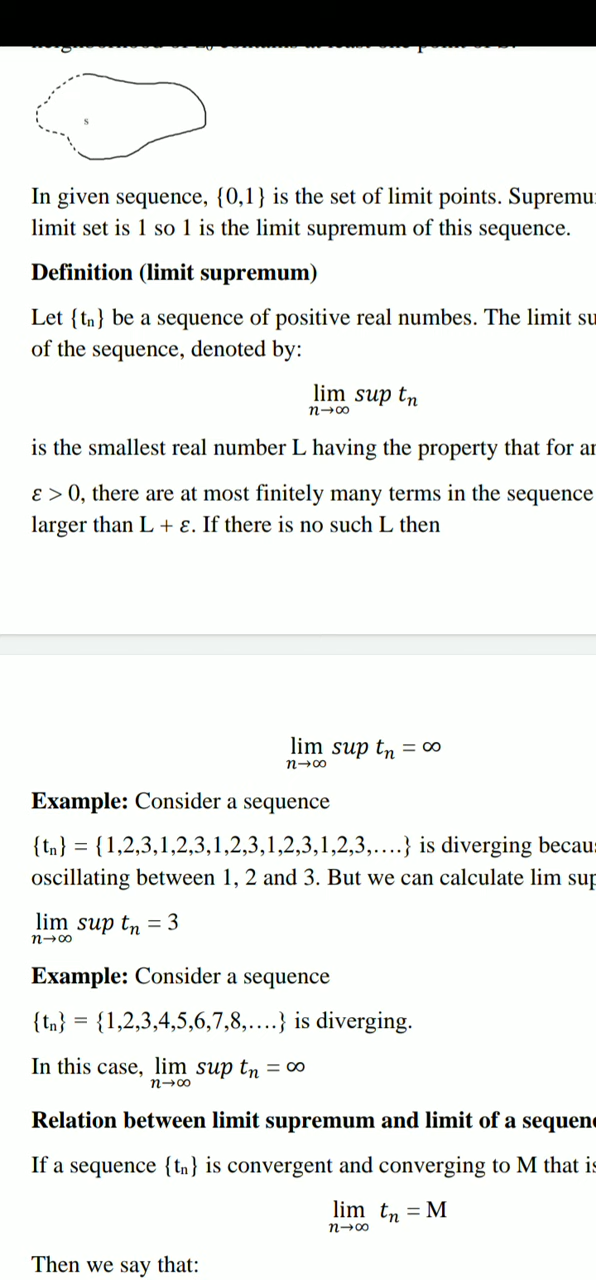 s
In given sequence, {0,1} is the set of limit points.
limit set is 1 so 1 is the limit supremum of this sequence.
Definition (limit supremum)
Let {tₙ} be a sequence of positive real numbes. The limit
of the sequence, denoted by:
lim sup tₙ
n→∞
is the smallest real number L having the property that for
ε > 0, there are at most finitely many terms in the sequence
larger than L + ε. If there is no such L then
lim sup tₙ = ∞
n→∞
Example: Consider a sequence
{tₙ} = {1,2,3,1,2,3,1,2,3,1,2,3,1,2,3,….} is diverging
oscillating between 1, 2 and 3. But we can calculate lim
lim sup tₙ = 3
n→∞
Example: Consider a sequence
{tₙ} = {1,2,3,4,5,6,7,8,….} is diverging.
In this case, lim sup tₙ = ∞
n→∞
Relation between limit supremum and limit of a
If a sequence {tₙ} is convergent and converging to M that
lim tₙ = M
n→∞
Then we say that: